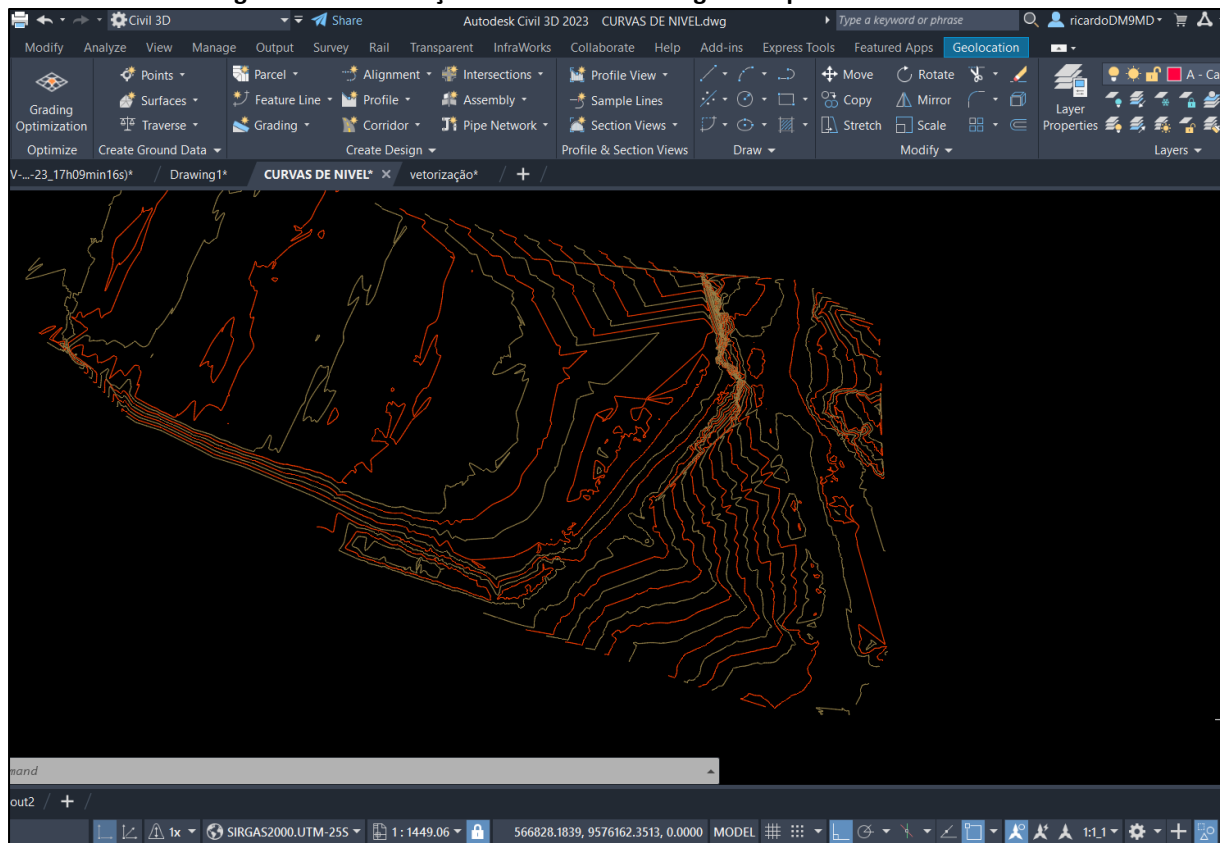 Civil 3D Share Autodesk Civil 3D 2023 CURVAS DE NIVEL.dwg Type a keyword or phrase ricardoDM9MD
Modify Analyze View Manage Output Survey Rail Transparent InfraWorks Collaborate Help Add-ins Express Tools Featured Apps Geolocation
Points Parcel Alignment Intersections Profile View Move Rotate A - Ca
Grading Optimization Surfaces Feature Line Profile Assembly Sample Lines Copy Mirror Layer Properties
Traverse Grading Corridor Pipe Network Section Views Stretch Scale
Optimize Create Ground Data Create Design Profile & Section Views Draw Modify Layers
V-...-23_17h09min16s)* Drawing1* CURVAS DE NIVEL* vetorização*
mand
out2
1x SIRGAS2000.UTM-25S 1 : 1449.06 566828.1839, 9576162.3513, 0.0000 MODEL 1:1_1